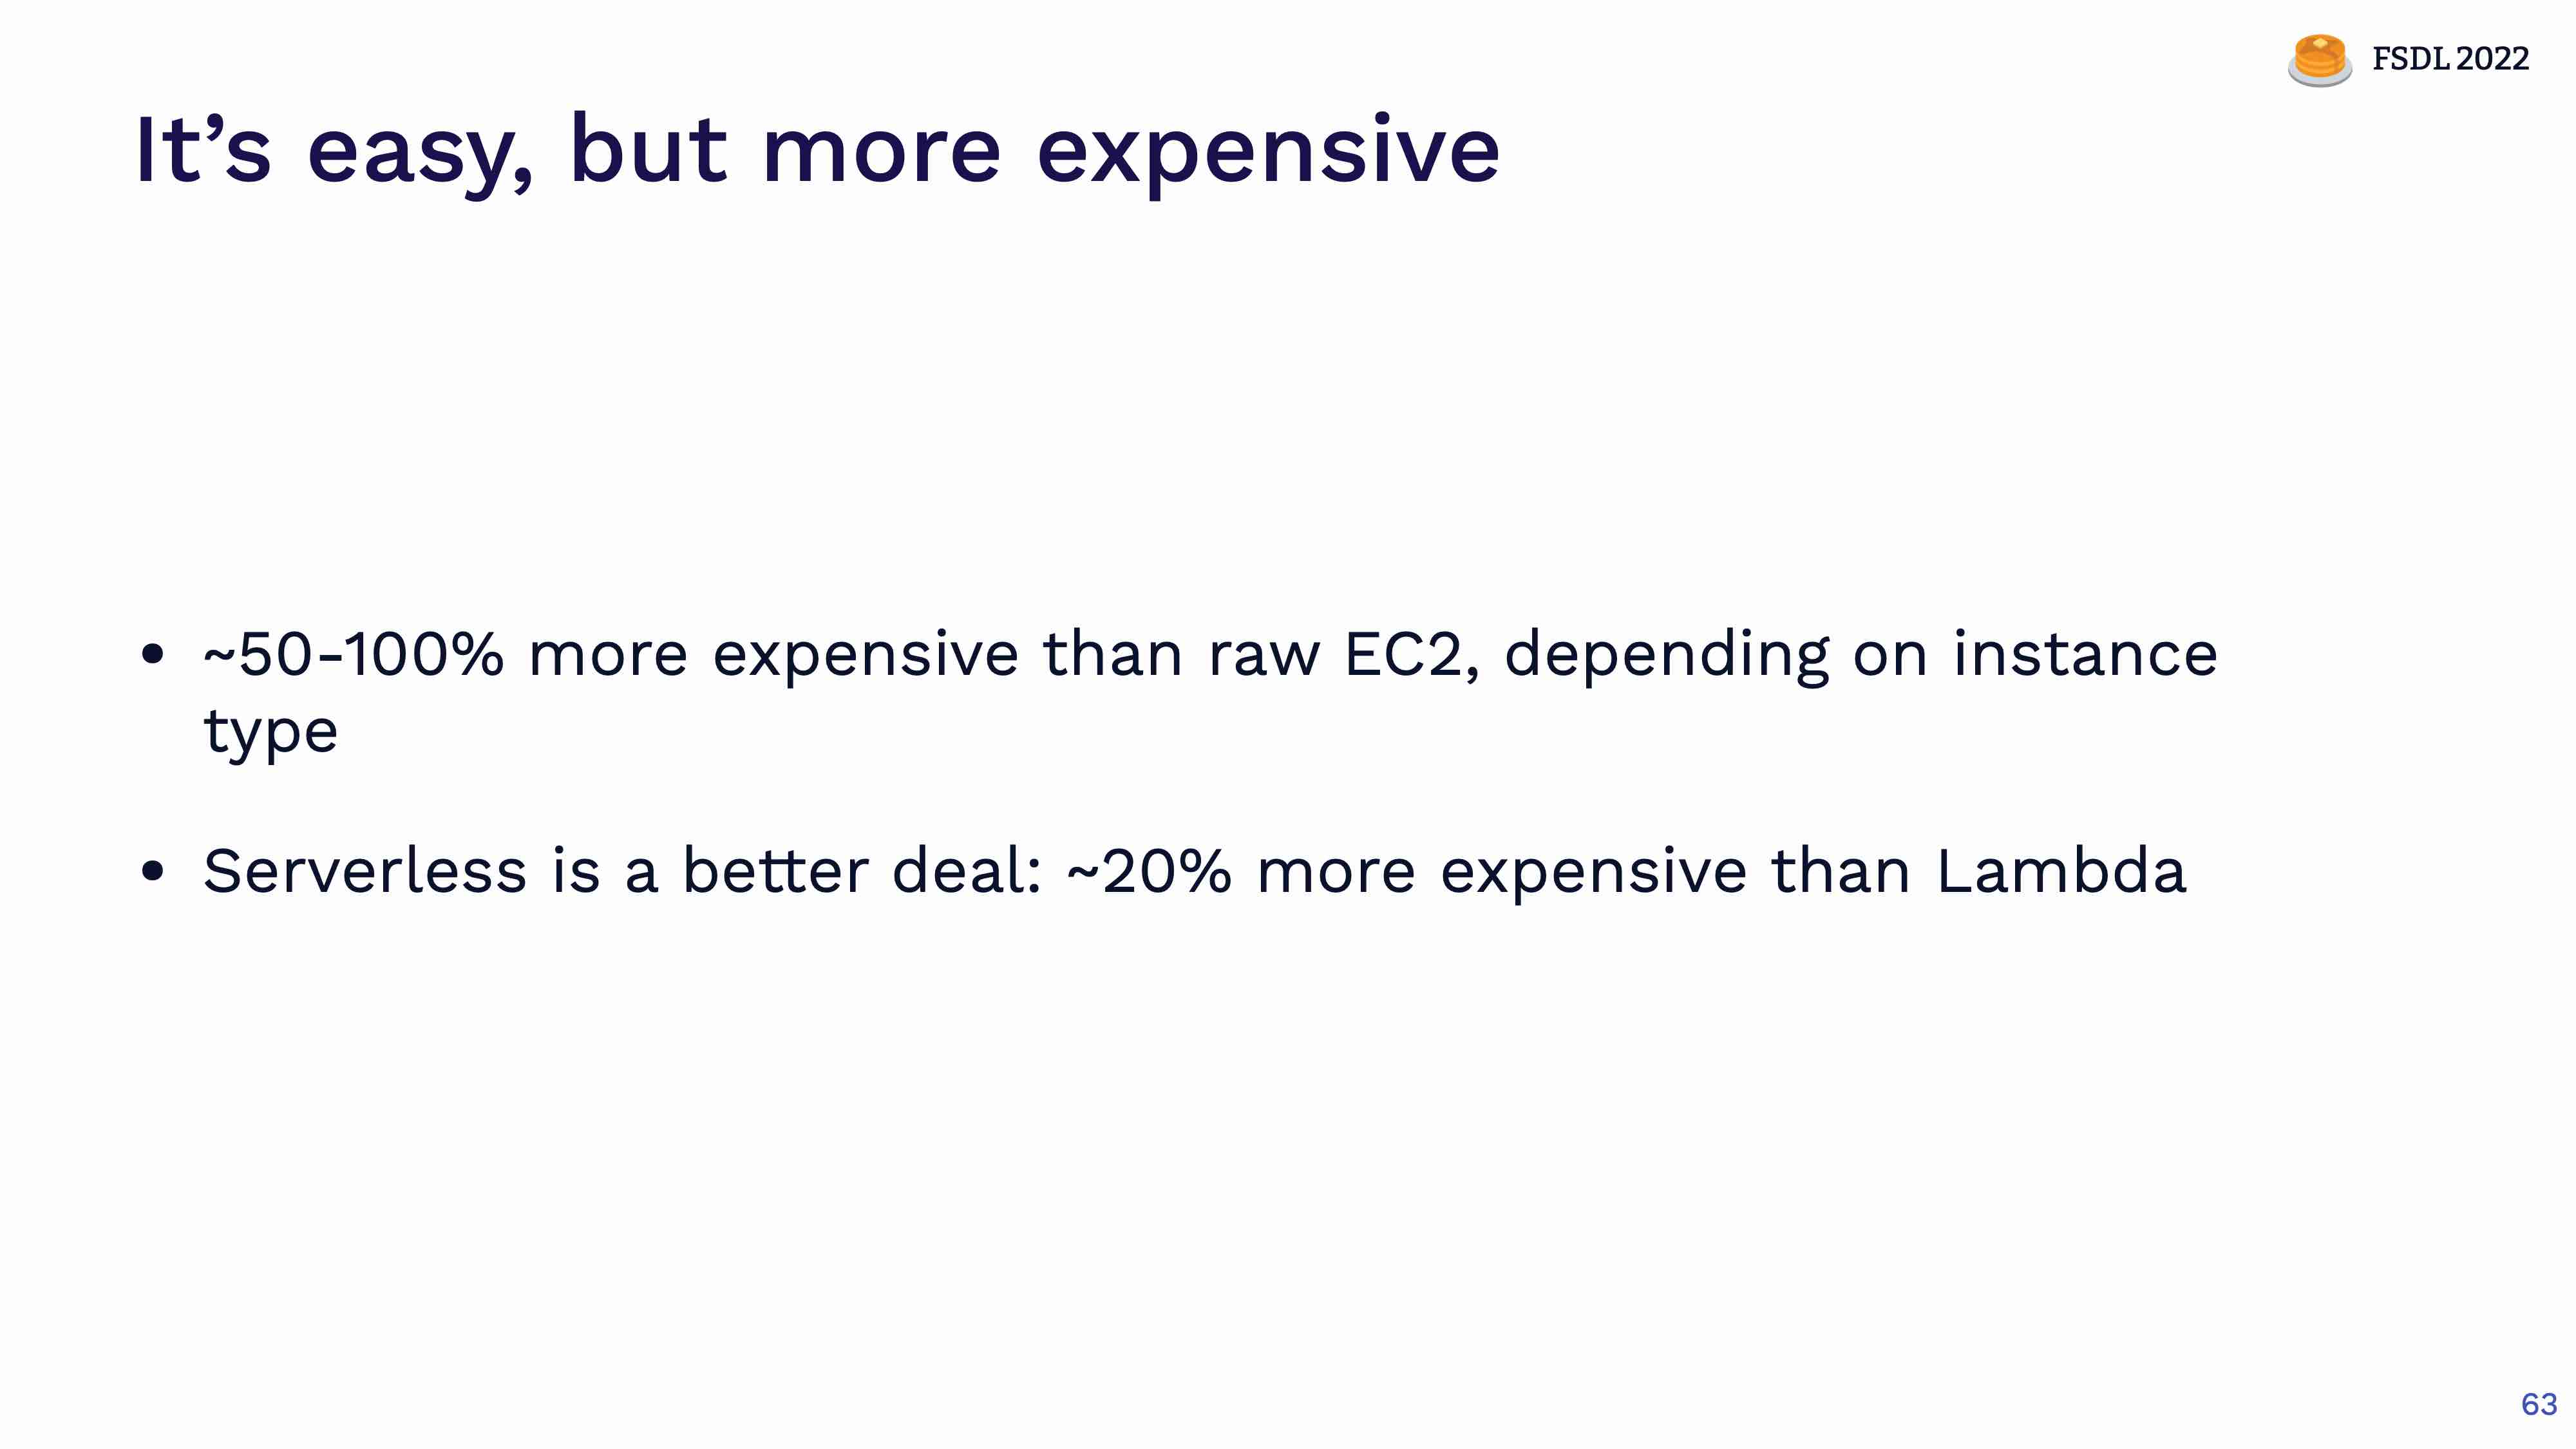 FSDL 2022
It’s easy, but more expensive
• ~50-100% more expensive than raw EC2, depending on instance
type
• Serverless is a better deal: ~20% more expensive than Lambda
63